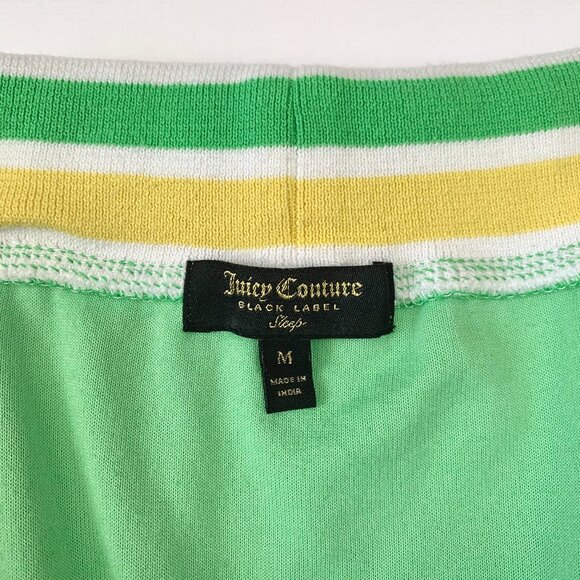 Juicy Couture
BLACK LABEL
Sleep
M
MADE IN
INDIA